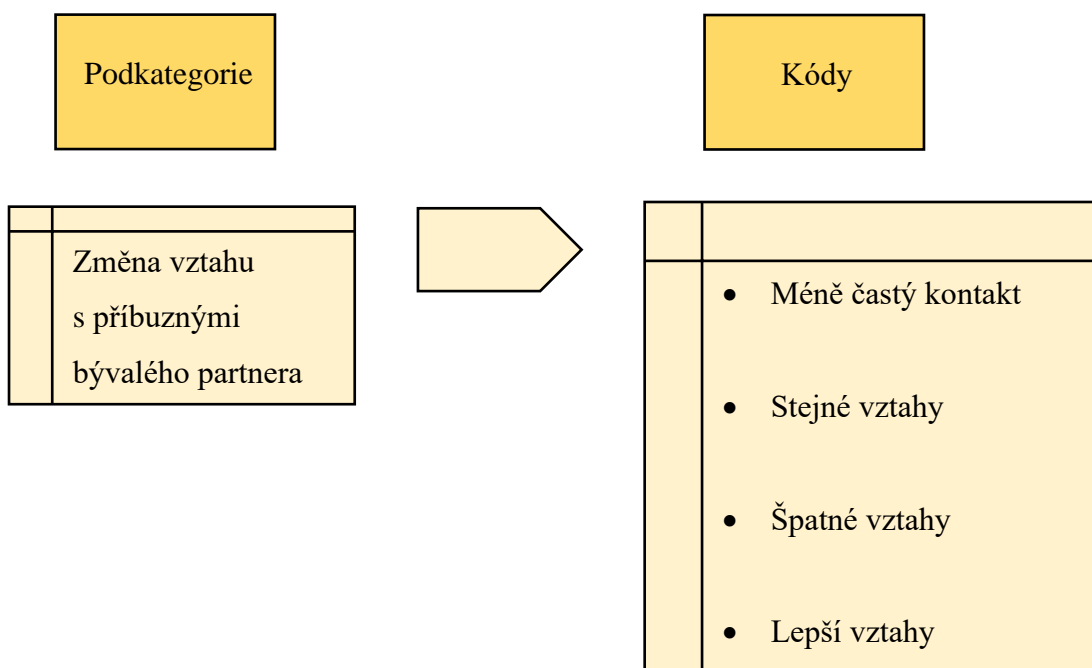 Podkategorie
Kódy
Změna vztahu
s příbuznými
bývalého partnera
• Méně častý kontakt
• Stejné vztahy
• Špatné vztahy
• Lepší vztahy